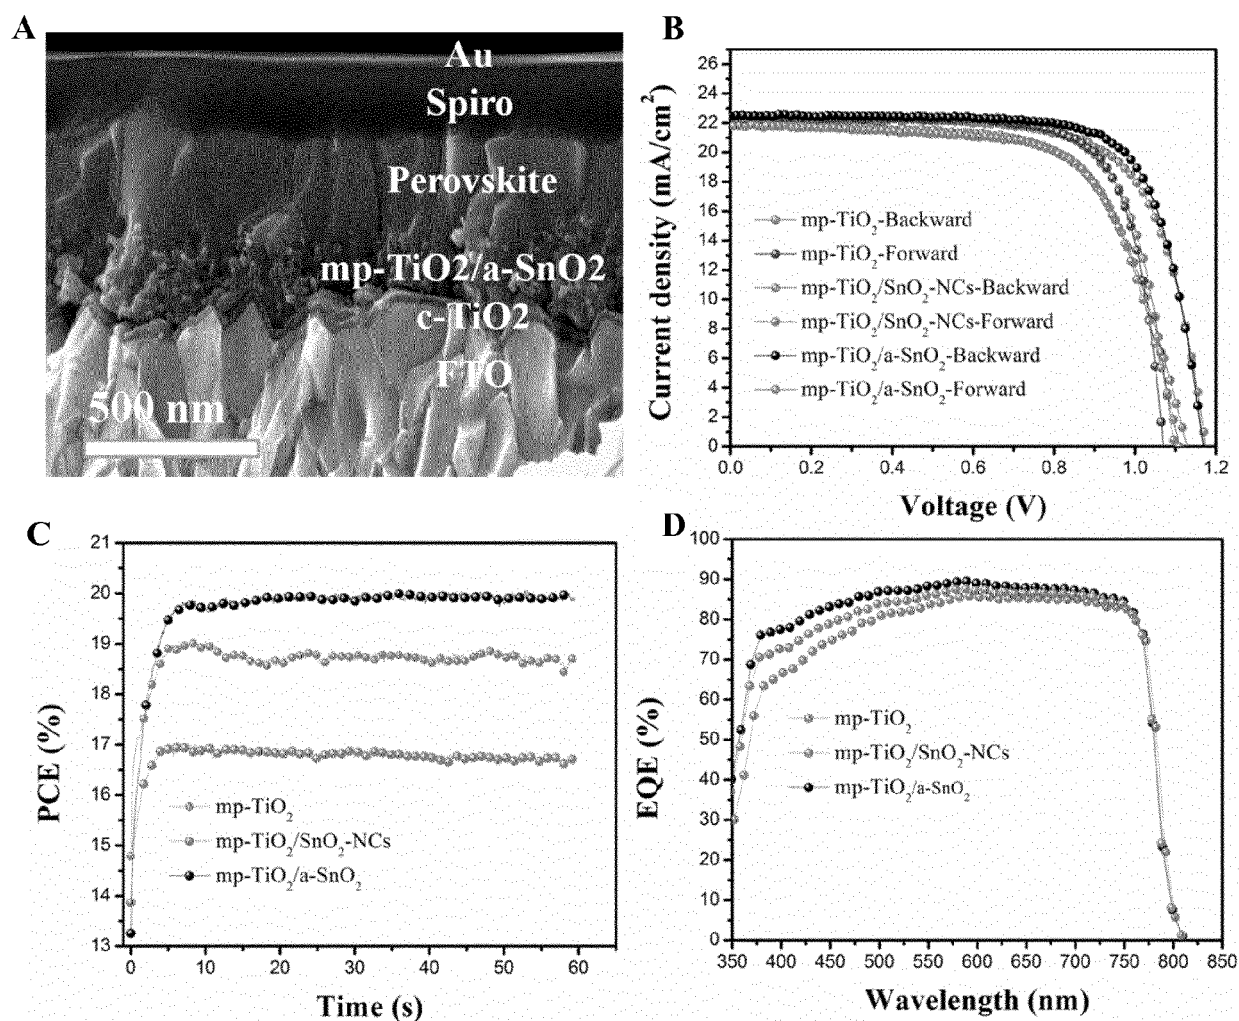 A
Au
Spiro
Perovskite
mp-TiO2/a-SnO2
c-TiO2
FTO
500 nm
B
26
24
22
20
18
16
14
12
10
8
6
4
2
0
Current density (mA/cm²)
mp-TiO₂-Backward
mp-TiO₂-Forward
mp-TiO₂/SnO₂-NCs-Backward
mp-TiO₂/SnO₂-NCs-Forward
mp-TiO₂/a-SnO₂-Backward
mp-TiO₂/a-SnO₂-Forward
0.0 0.2 0.4 0.6 0.8 1.0 1.2
Voltage (V)
C
21
20
19
18
17
16
15
14
13
PCE (%)
mp-TiO₂
mp-TiO₂/SnO₂-NCs
mp-TiO₂/a-SnO₂
0 10 20 30 40 50 60
Time (s)
D
100
90
80
70
60
50
40
30
20
10
0
EQE (%)
mp-TiO₂
mp-TiO₂/SnO₂-NCs
mp-TiO₂/a-SnO₂
350 400 450 500 550 600 650 700 750 800 850
Wavelength (nm)